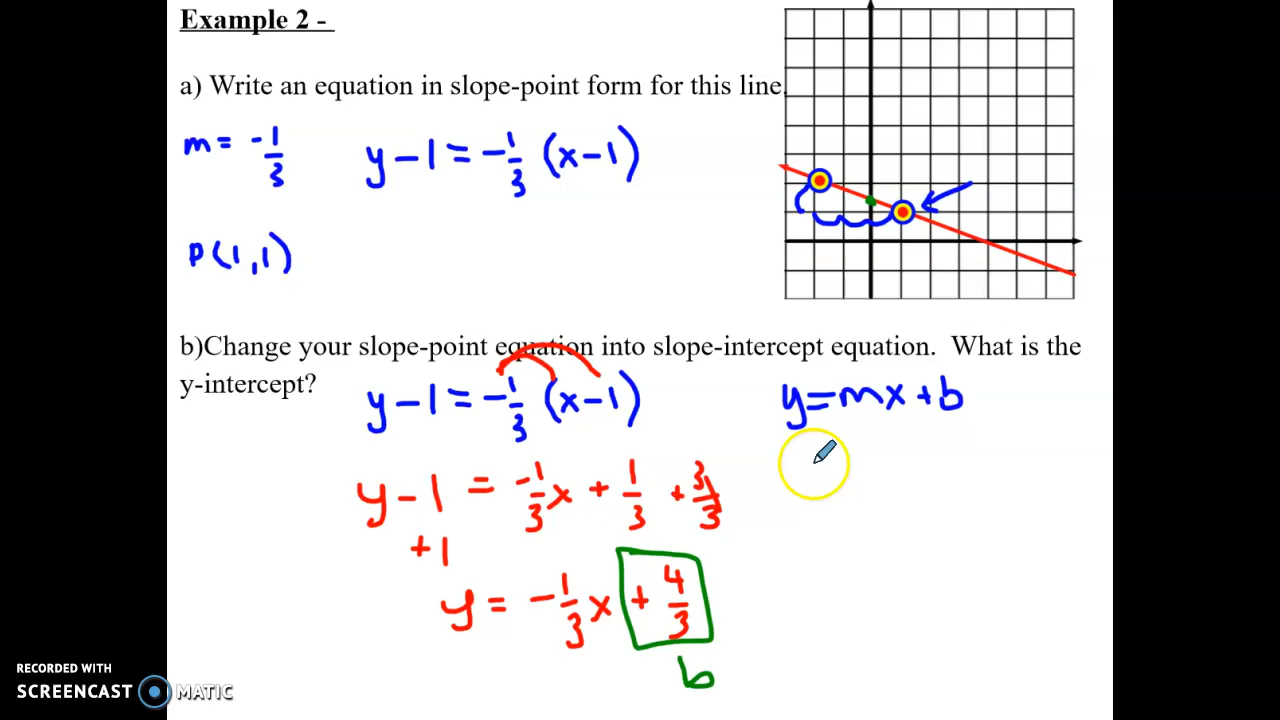 Example 2 -
a) Write an equation in slope-point form for this line.
m = -1/3
y - 1 = -1/3 (x - 1)
P(1,1)
b)Change your slope-point equation into slope-intercept equation.  What is the
y-intercept?
y - 1 = -1/3 (x - 1)
y = mx + b
y - 1 = -1/3 x + 1/3 + 3/3
+1
y = -1/3 x + 4/3
b
RECORDED WITH
SCREENCAST MATIC